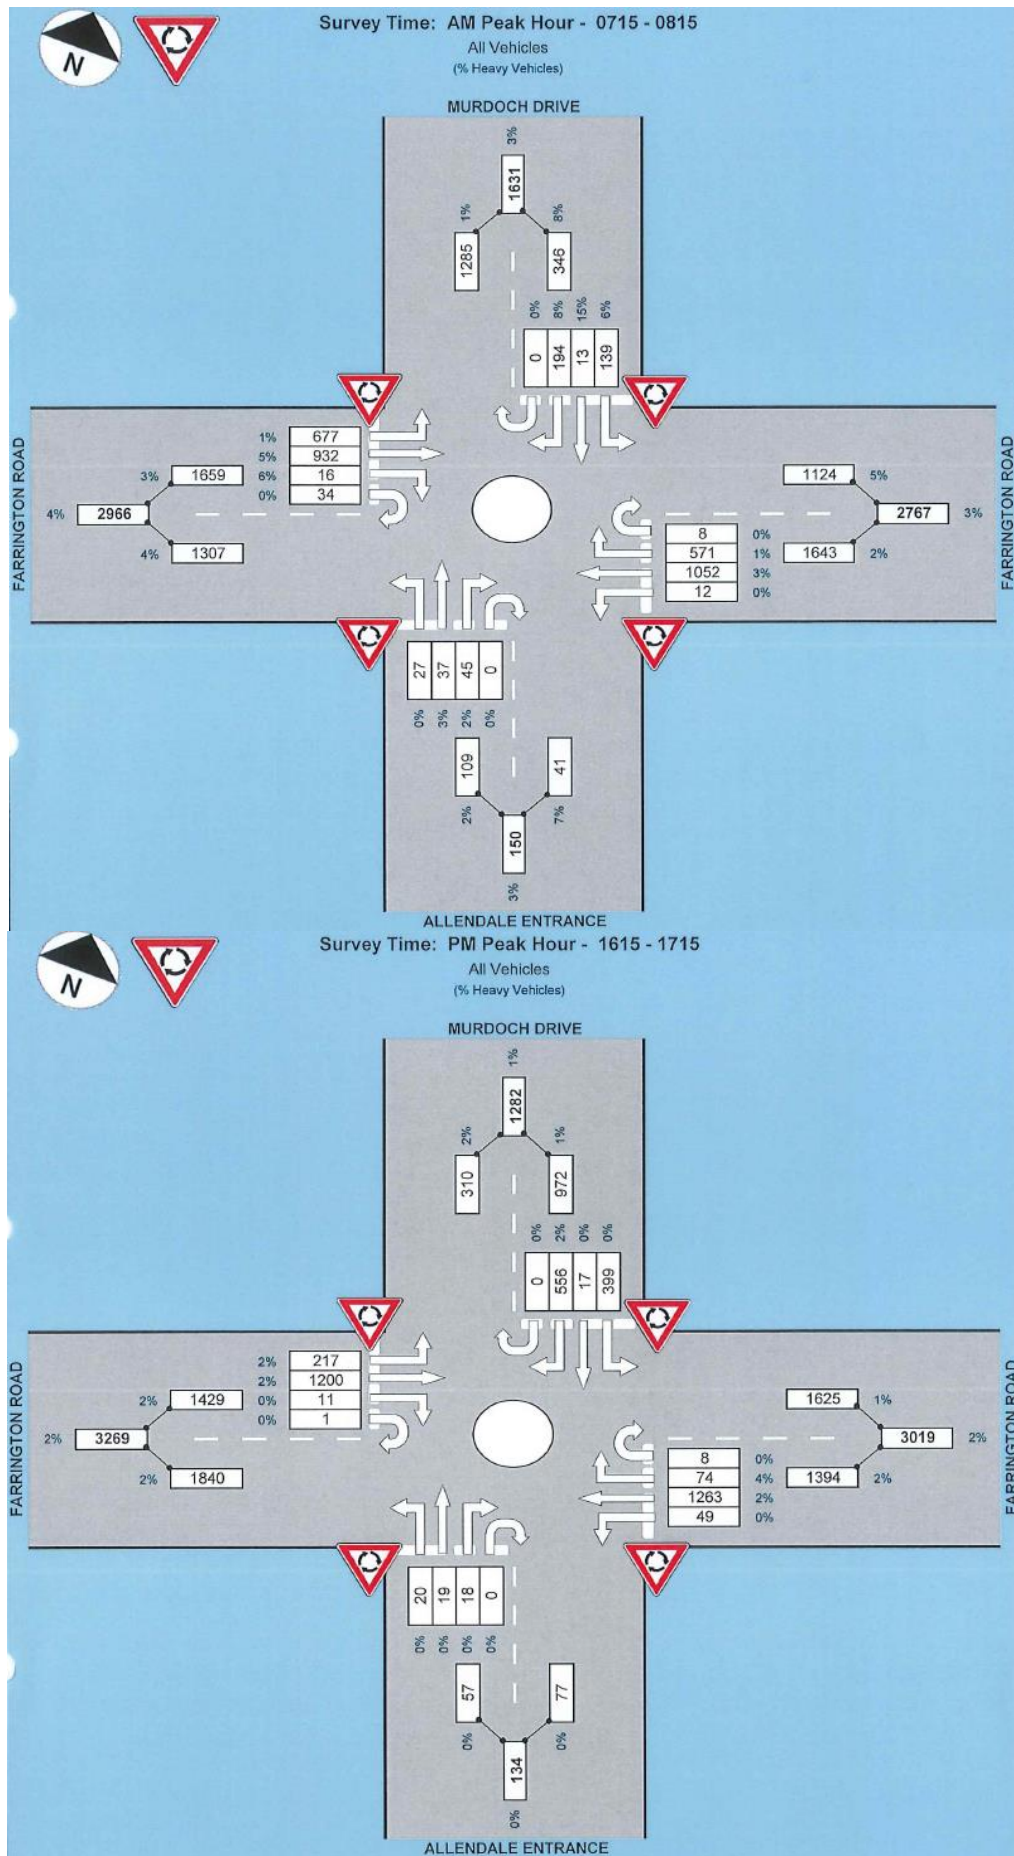 Survey Time: AM Peak Hour - 0715 - 0815
All Vehicles
(% Heavy Vehicles)
N
MURDOCH DRIVE
3%
1631
1% 8%
1285 346
0% 8% 15% 6%
0 194 13 139
FARRINGTON ROAD
1% 677
5% 932
6% 16
0% 34
3% 1659
4% 2966
4% 1307
1124 5%
2767 3%
1643 2%
8 0%
571 1%
1052 3%
12 0%
FARRINGTON ROAD
27 37 45 0
0% 3% 2% 0%
109 41
2% 7%
150
3%
ALLENDALE ENTRANCE
Survey Time: PM Peak Hour - 1615 - 1715
All Vehicles
(% Heavy Vehicles)
N
MURDOCH DRIVE
1%
1282
2% 1%
310 972
0% 2% 0% 0%
0 556 17 399
FARRINGTON ROAD
2% 217
2% 1200
0% 11
0% 1
2% 1429
2% 3269
2% 1840
1625 1%
3019 2%
1394 2%
8 0%
74 4%
1263 2%
49 0%
FARRINGTON ROAD
20 19 18 0
0% 0% 0% 0%
57 77
0% 0%
134
0%
ALLENDALE ENTRANCE